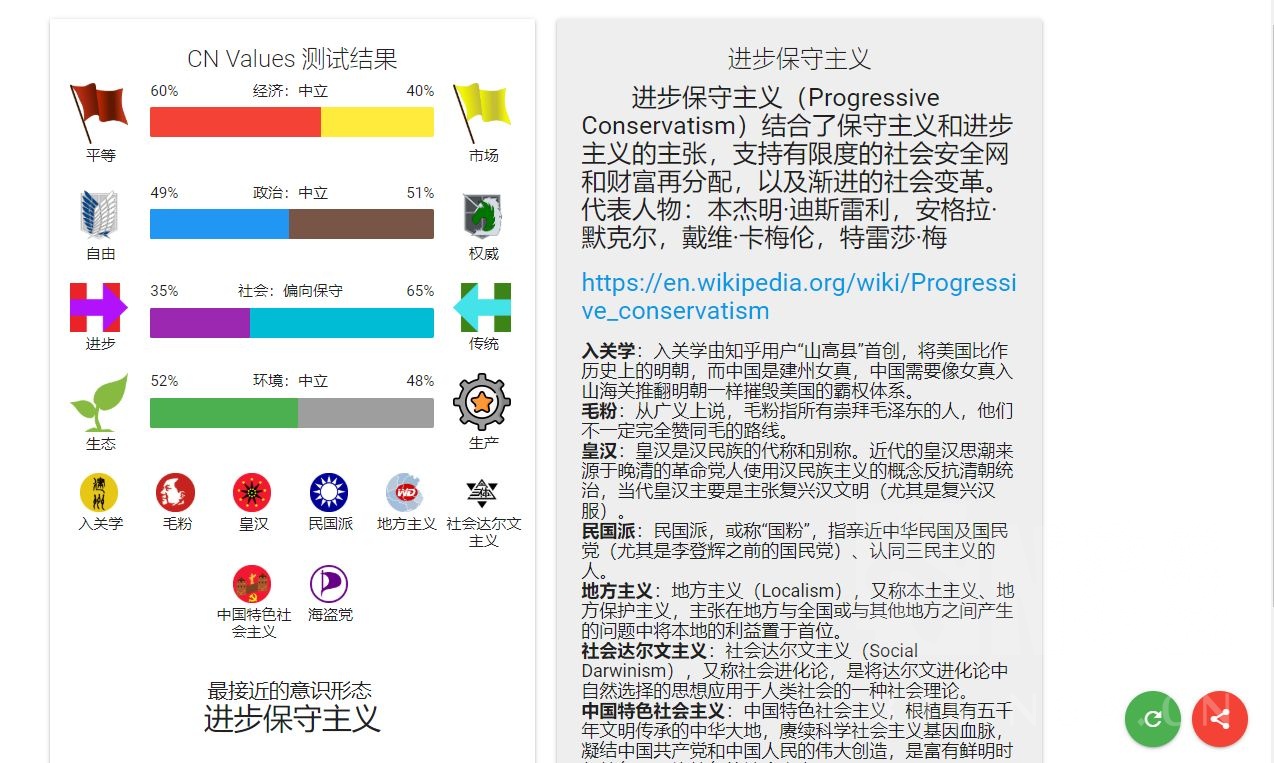 CN Values 测试结果
60% 经济：中立 40%
平等 市场
49% 政治：中立 51%
自由 权威
35% 社会：偏向保守 65%
进步 传统
52% 环境：中立 48%
生态 生产
入关学 毛粉 皇汉 民国派 地方主义 社会达尔文
主义
中国特色社 海盗党
会主义
最接近的意识形态
进步保守主义
进步保守主义
进步保守主义（Progressive
Conservatism）结合了保守主义和进步
主义的主张，支持有限度的社会安全网
和财富再分配，以及渐进的社会变革。
代表人物：本杰明·迪斯雷利，安格拉·
默克尔，戴维·卡梅伦，特雷莎·梅
https://en.wikipedia.org/wiki/Progressi
ve_conservatism
入关学：入关学由知乎用户“山高县”首创，将美国比作
历史上的明朝，而中国是建州女真，中国需要像女真入
山海关推翻明朝一样摧毁美国的霸权体系。
毛粉：从广义上说，毛粉指所有崇拜毛泽东的人，他们
不一定完全赞同毛的路线。
皇汉：皇汉是汉民族的代称和别称。近代的皇汉思潮来
源于晚清的革命党人使用汉民族主义的概念反抗清朝统
治，当代皇汉主要是主张复兴汉文明（尤其是复兴汉
服）。
民国派：民国派，或称“国粉”，指亲近中华民国及国民
党（尤其是李登辉之前的国民党）、认同三民主义的
人。
地方主义：地方主义（Localism），又称本土主义、地
方保护主义，主张在地方与全国或与其他地方之间产生
的问题中将本地的利益置于首位。
社会达尔文主义：社会达尔文主义（Social
Darwinism），又称社会进化论，是将达尔文进化论中
自然选择的思想应用于人类社会的一种社会理论。
中国特色社会主义：中国特色社会主义，根植具有五千
年文明传承的中华大地，赓续科学社会主义基因血脉，
凝结中国共产党和中国人民的伟大创造，是富有鲜明时